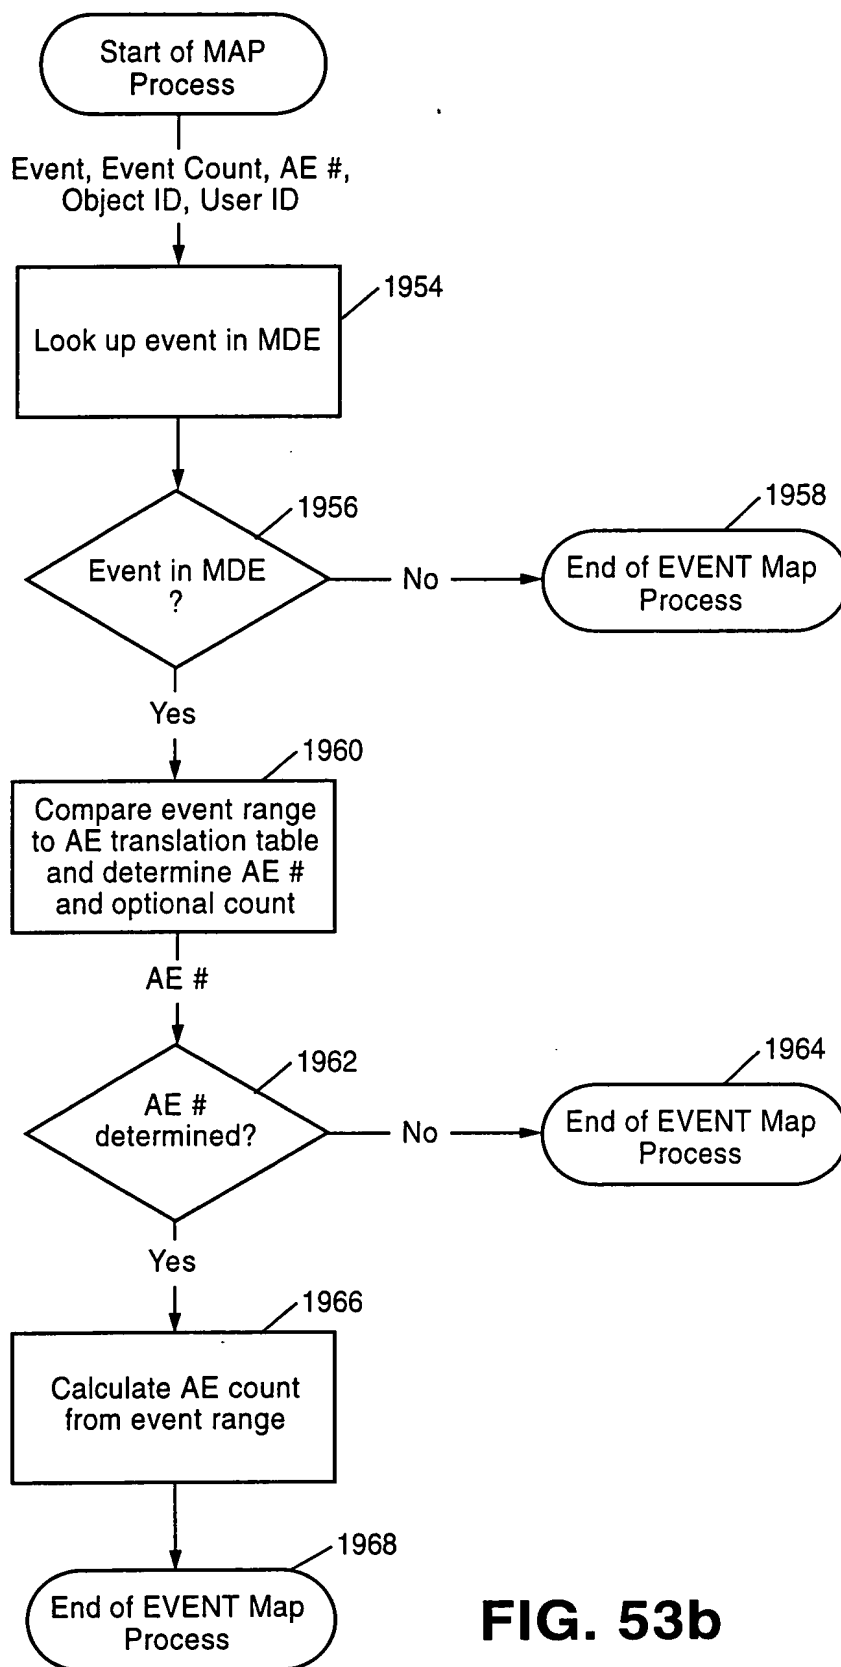 Start of MAP
Process
Event, Event Count, AE #,
Object ID, User ID
1954
Look up event in MDE
1956
Event in MDE
?
No
1958
End of EVENT Map
Process
Yes
1960
Compare event range
to AE translation table
and determine AE #
and optional count
AE #
1962
AE #
determined?
No
1964
End of EVENT Map
Process
Yes
1966
Calculate AE count
from event range
1968
End of EVENT Map
Process
FIG. 53b